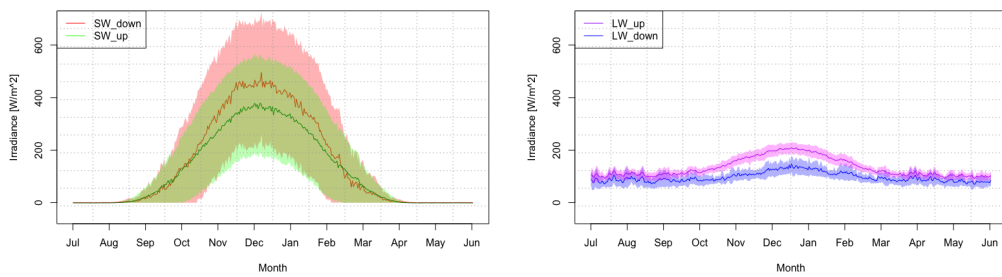 SW_down
SW_up
Irradiance [W/m^2]
600
400
200
0
Jul Aug Sep Oct Nov Dec Jan Feb Mar Apr May Jun
Month
LW_up
LW_down
Irradiance [W/m^2]
600
400
200
0
Jul Aug Sep Oct Nov Dec Jan Feb Mar Apr May Jun
Month